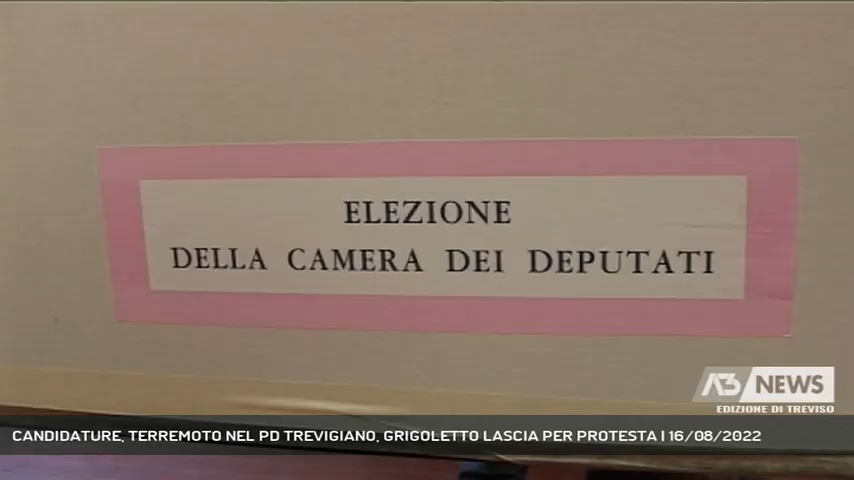 ELEZIONE
DELLA CAMERA DEI DEPUTATI
A3 NEWS
EDIZIONE DI TREVISO
CANDIDATURE, TERREMOTO NEL PD TREVIGIANO, GRIGOLETTO LASCIA PER PROTESTA | 16/08/2022